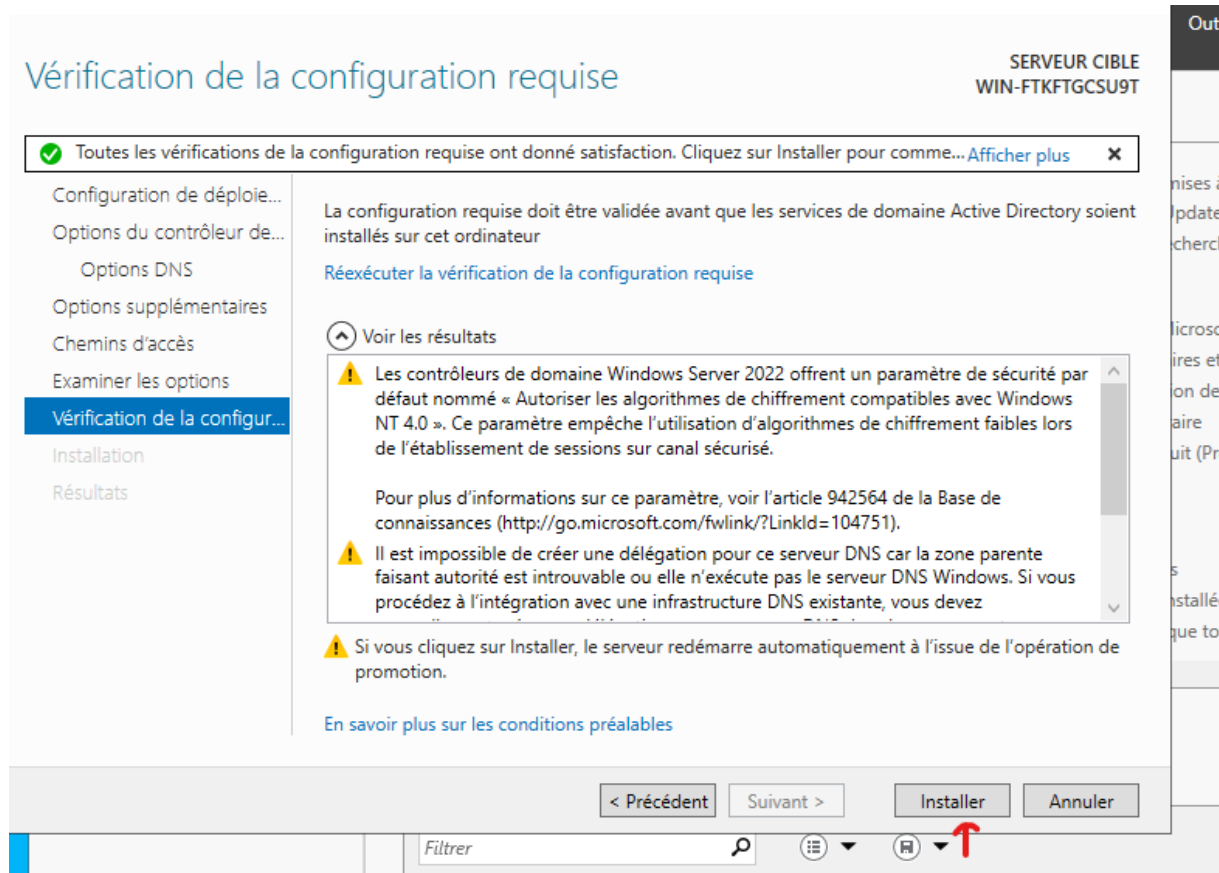 Out
Vérification de la configuration requise
SERVEUR CIBLE
WIN-FTKFTGCSU9T
Toutes les vérifications de la configuration requise ont donné satisfaction. Cliquez sur Installer pour comme... Afficher plus
Configuration de déploie...
Options du contrôleur de...
Options DNS
Options supplémentaires
Chemins d'accès
Examiner les options
Vérification de la configur...
Installation
Résultats
La configuration requise doit être validée avant que les services de domaine Active Directory soient
installés sur cet ordinateur
Réexécuter la vérification de la configuration requise
Voir les résultats
Les contrôleurs de domaine Windows Server 2022 offrent un paramètre de sécurité par
défaut nommé « Autoriser les algorithmes de chiffrement compatibles avec Windows
NT 4.0 ». Ce paramètre empêche l'utilisation d'algorithmes de chiffrement faibles lors
de l'établissement de sessions sur canal sécurisé.
Pour plus d'informations sur ce paramètre, voir l'article 942564 de la Base de
connaissances (http://go.microsoft.com/fwlink/?LinkId=104751).
Il est impossible de créer une délégation pour ce serveur DNS car la zone parente
faisant autorité est introuvable ou elle n'exécute pas le serveur DNS Windows. Si vous
procédez à l'intégration avec une infrastructure DNS existante, vous devez
Si vous cliquez sur Installer, le serveur redémarre automatiquement à l'issue de l'opération de
promotion.
En savoir plus sur les conditions préalables
< Précédent
Suivant >
Installer
Annuler
Filtrer